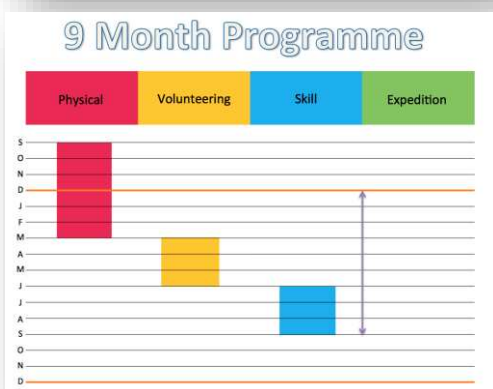 9 Month Programme
Physical Volunteering Skill Expedition
S
O
N
D
J
F
M
A
M
J
J
A
S
O
N
D